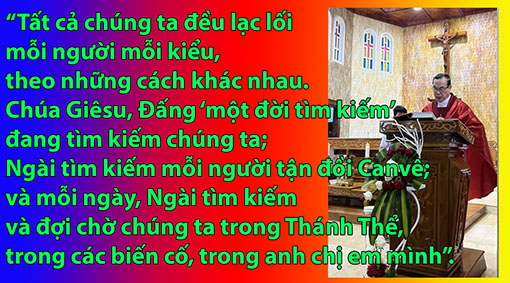 “Tất cả chúng ta đều lạc lối
mỗi người mỗi kiểu,
theo những cách khác nhau.
Chúa Giêsu, Đấng ‘một đời tìm kiếm’
đang tìm kiếm chúng ta;
Ngài tìm kiếm mỗi người tận đồi Canvê;
và mỗi ngày, Ngài tìm kiếm
và đợi chờ chúng ta trong Thánh Thể,
trong các biến cố, trong anh chị em mình”.